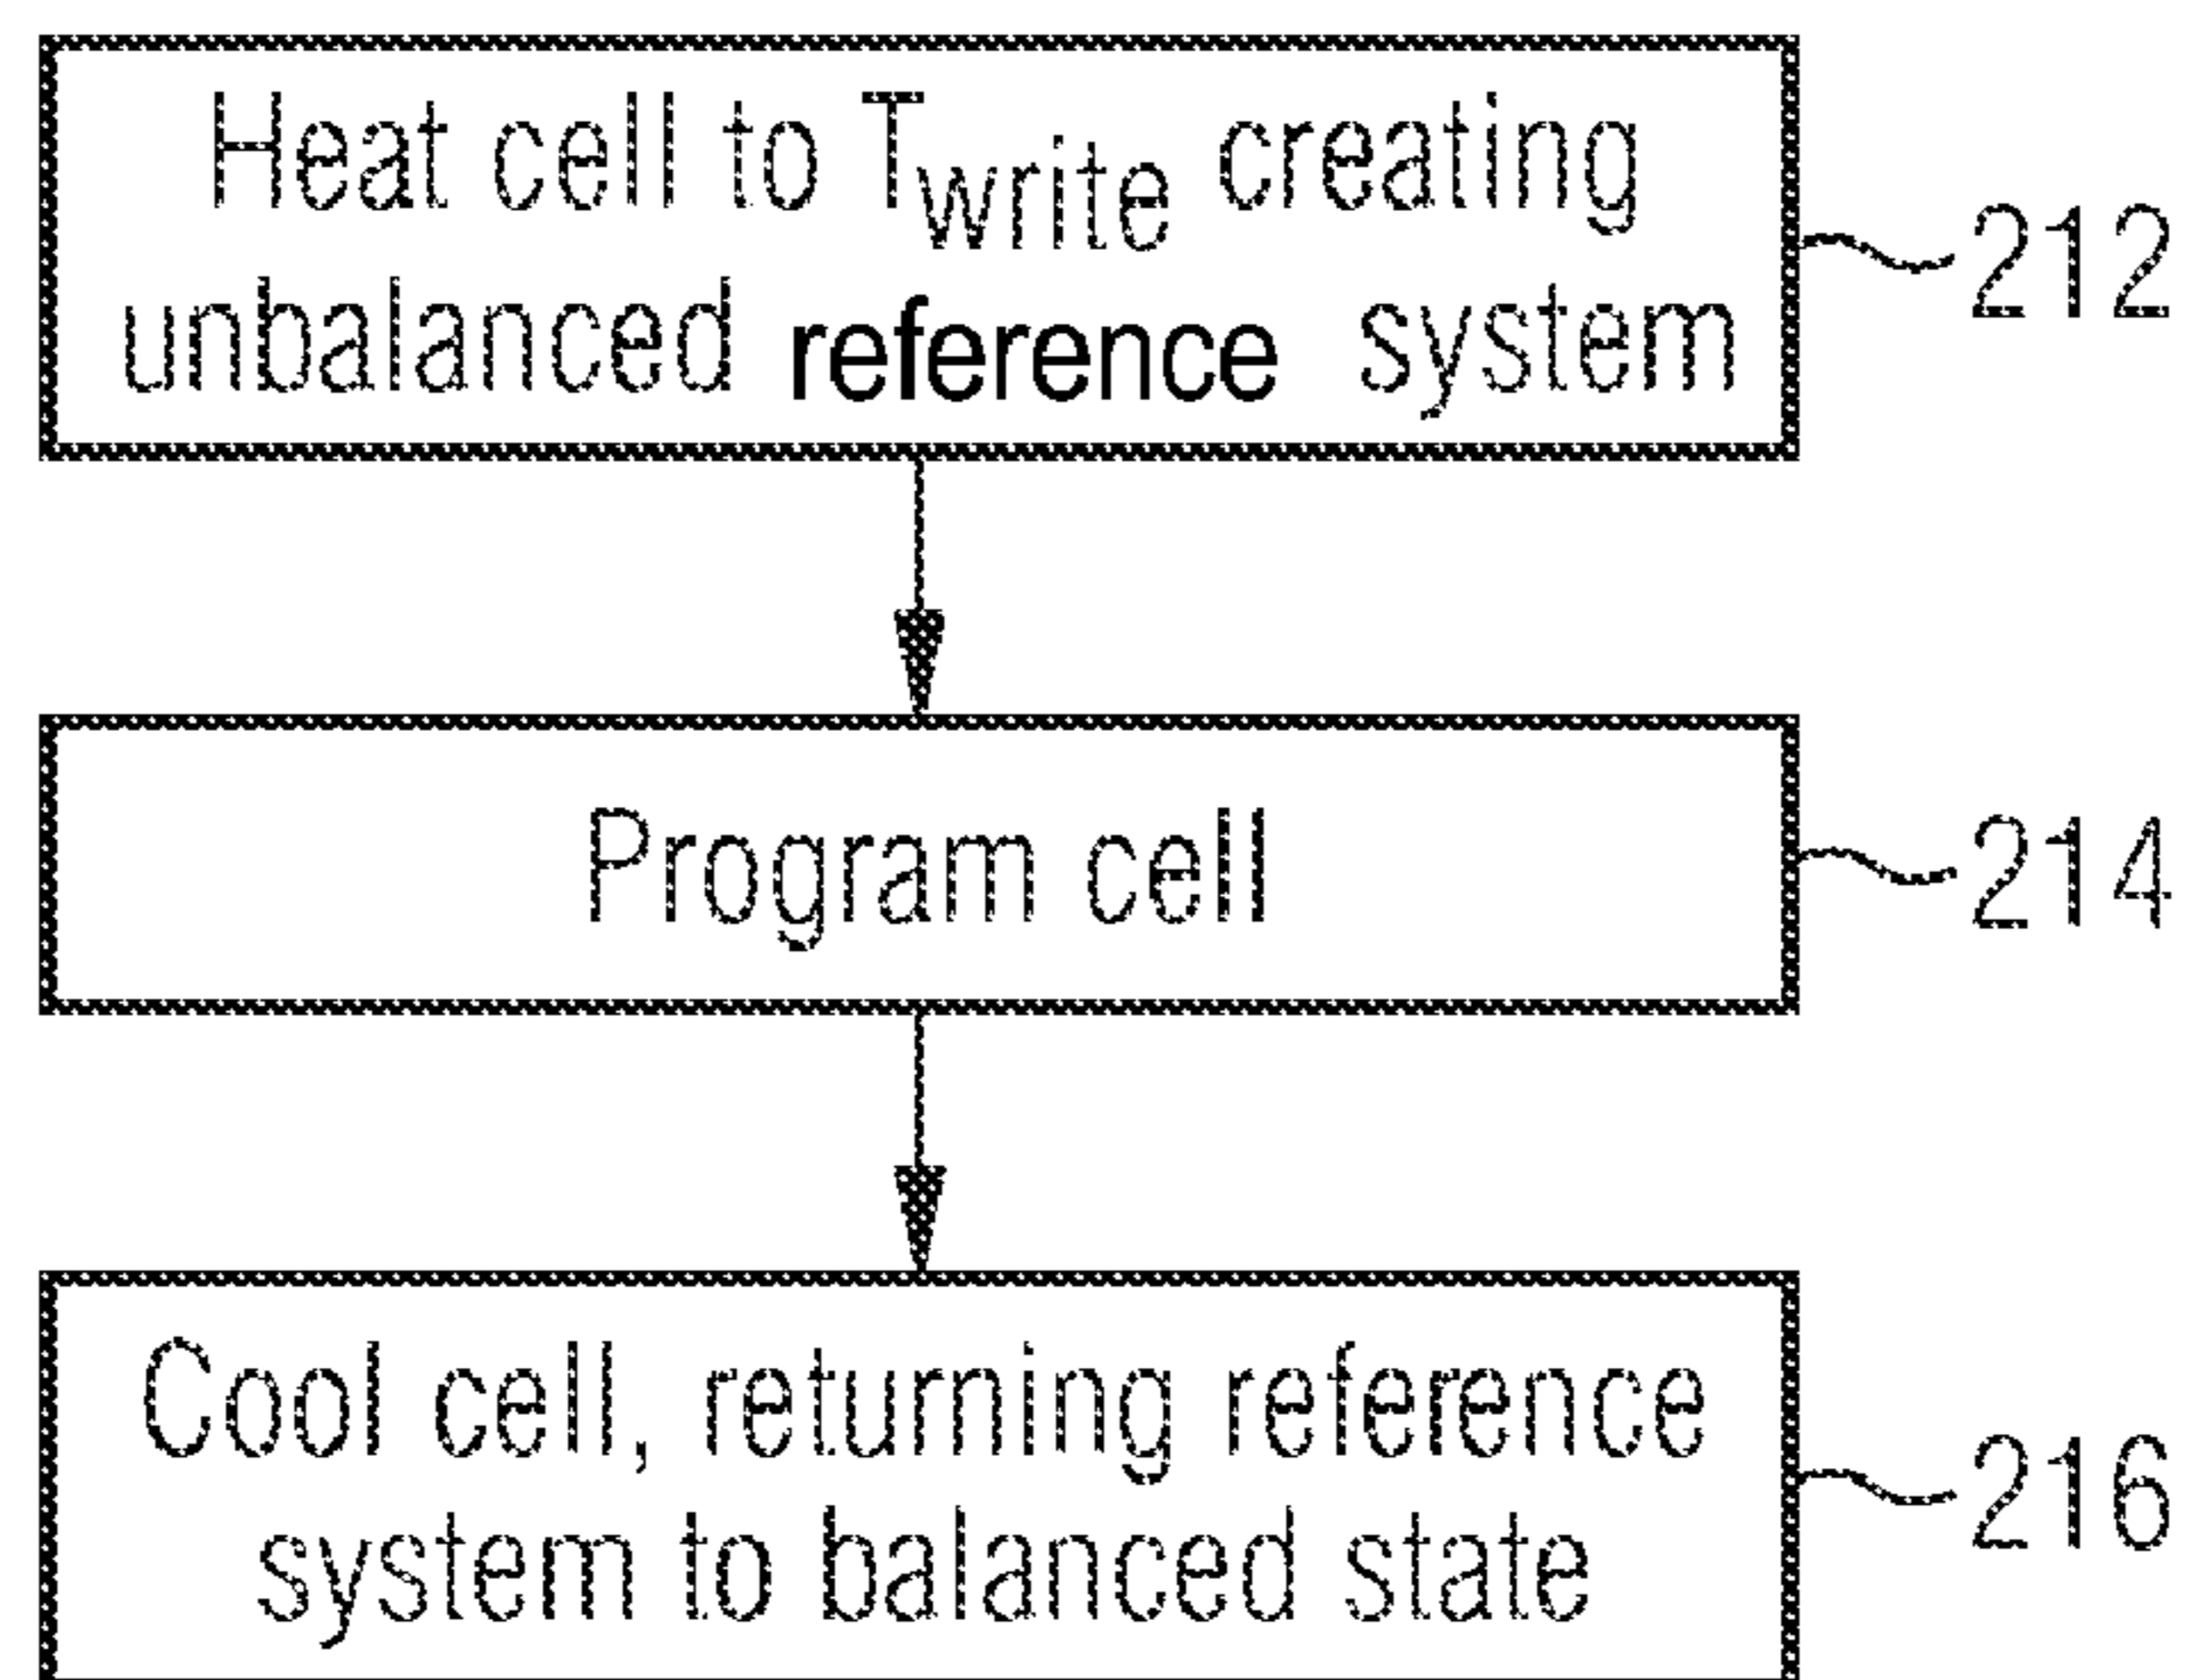 Heat cell to Twrite creating
unbalanced reference system
212
Program cell
214
Cool cell, returning reference
system to balanced state
216